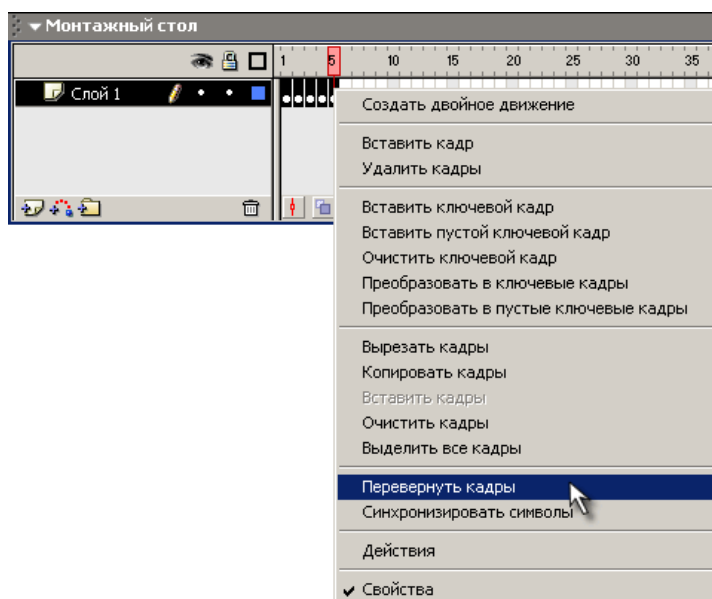 Монтажный стол
1 5 10 15 20 25 30 35
Слой 1
Создать двойное движение
Вставить кадр
Удалить кадры
Вставить ключевой кадр
Вставить пустой ключевой кадр
Очистить ключевой кадр
Преобразовать в ключевые кадры
Преобразовать в пустые ключевые кадры
Вырезать кадры
Копировать кадры
Вставить кадры
Очистить кадры
Выделить все кадры
Перевернуть кадры
Синхронизировать символы
Действия
Свойства